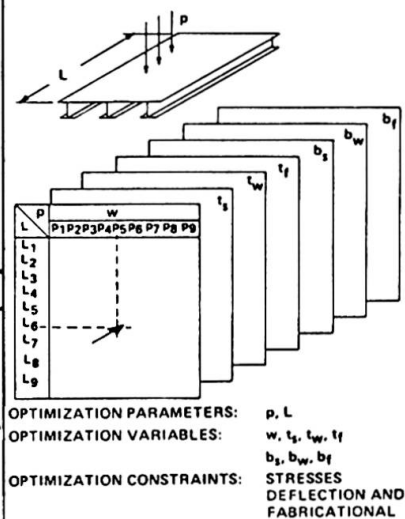 p
L
b_f
b_w
b_s
t_f
t_w
t_s
p w
L P1 P2 P3 P4 P5 P6 P7 P8 P9
L1
L2
L3
L4
L5
L6
L7
L8
L9
OPTIMIZATION PARAMETERS: p, L
OPTIMIZATION VARIABLES: w, t_s, t_w, t_f
b_s, b_w, b_f
OPTIMIZATION CONSTRAINTS: STRESSES
DEFLECTION AND
FABRICATIONAL